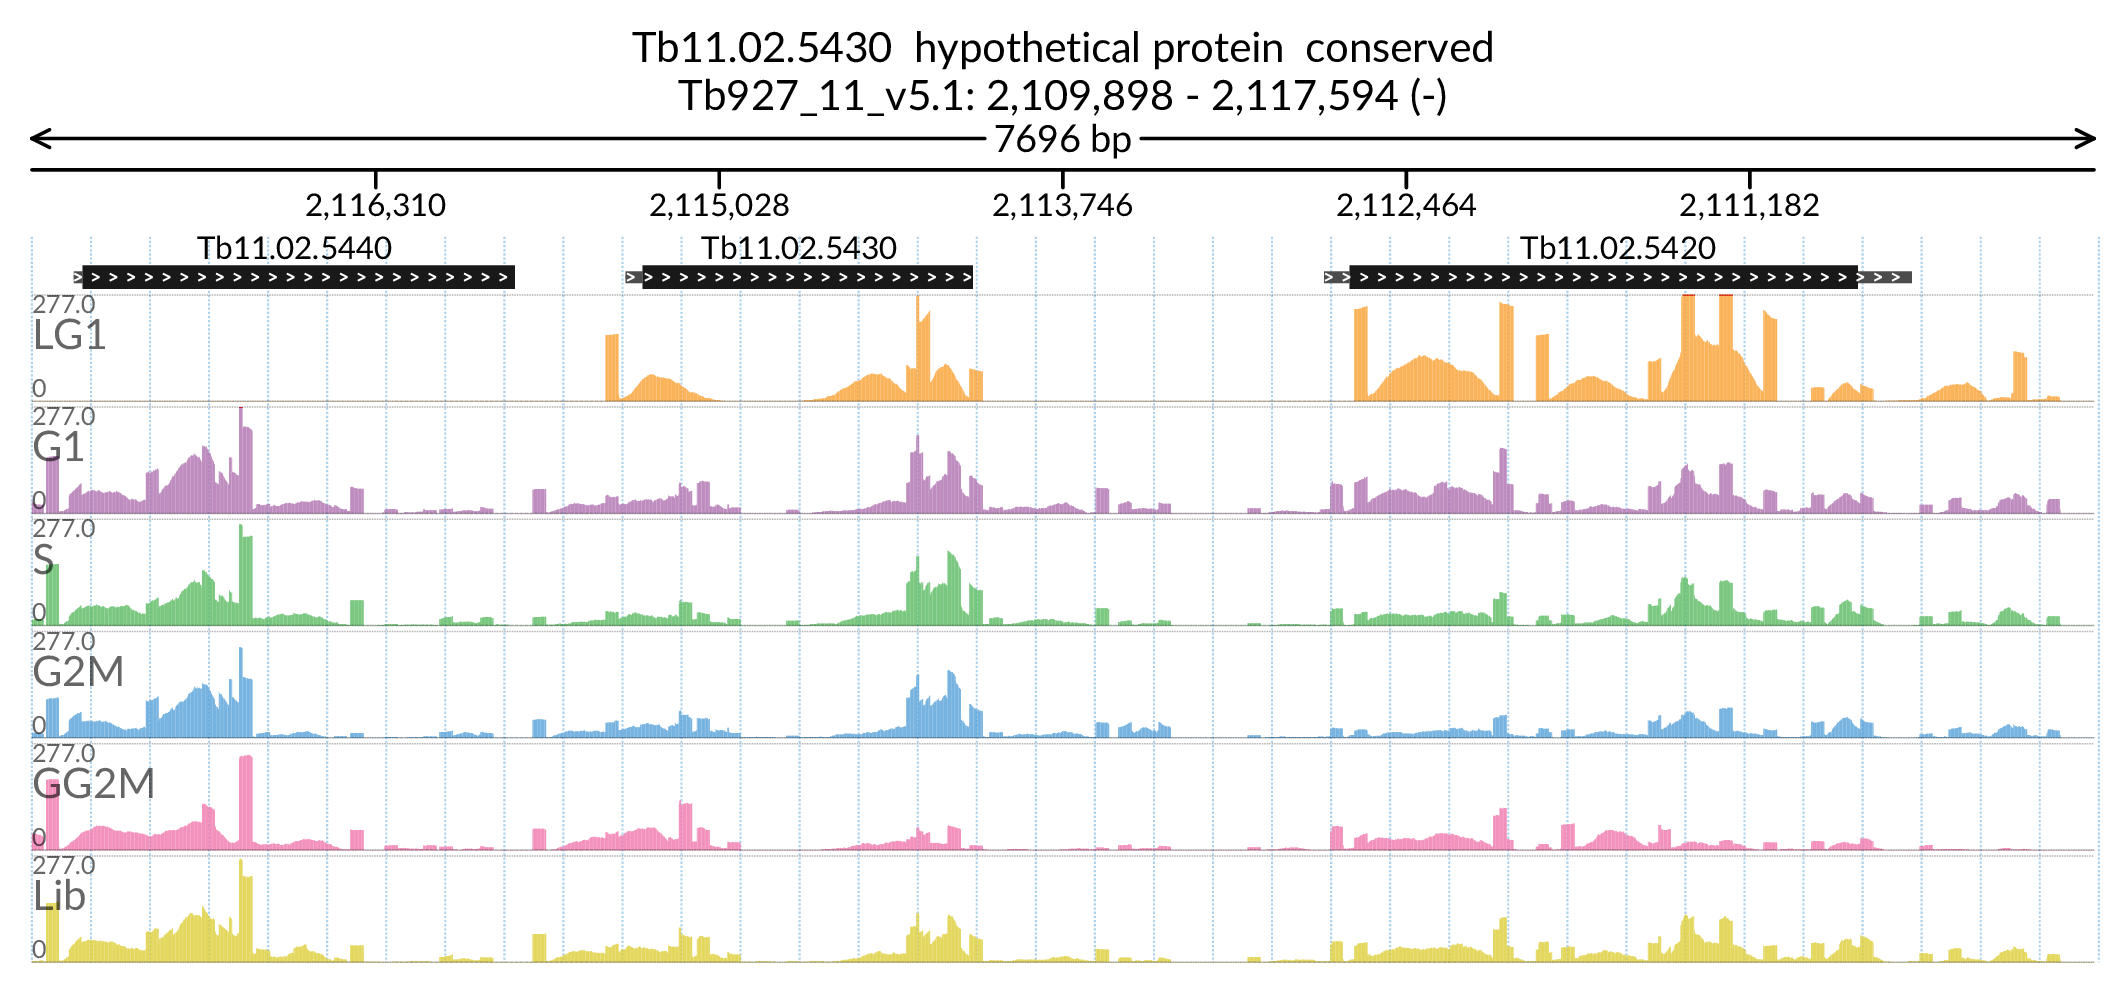 Tb11.02.5430 hypothetical protein conserved
Tb927_11_v5.1: 2,109,898 - 2,117,594 (-)
7696 bp
2,116,310 2,115,028 2,113,746 2,112,464 2,111,182
Tb11.02.5440 Tb11.02.5430 Tb11.02.5420
277.0
LG1
0
277.0
G1
0
277.0
S
0
277.0
G2M
0
277.0
GG2M
0
277.0
Lib
0